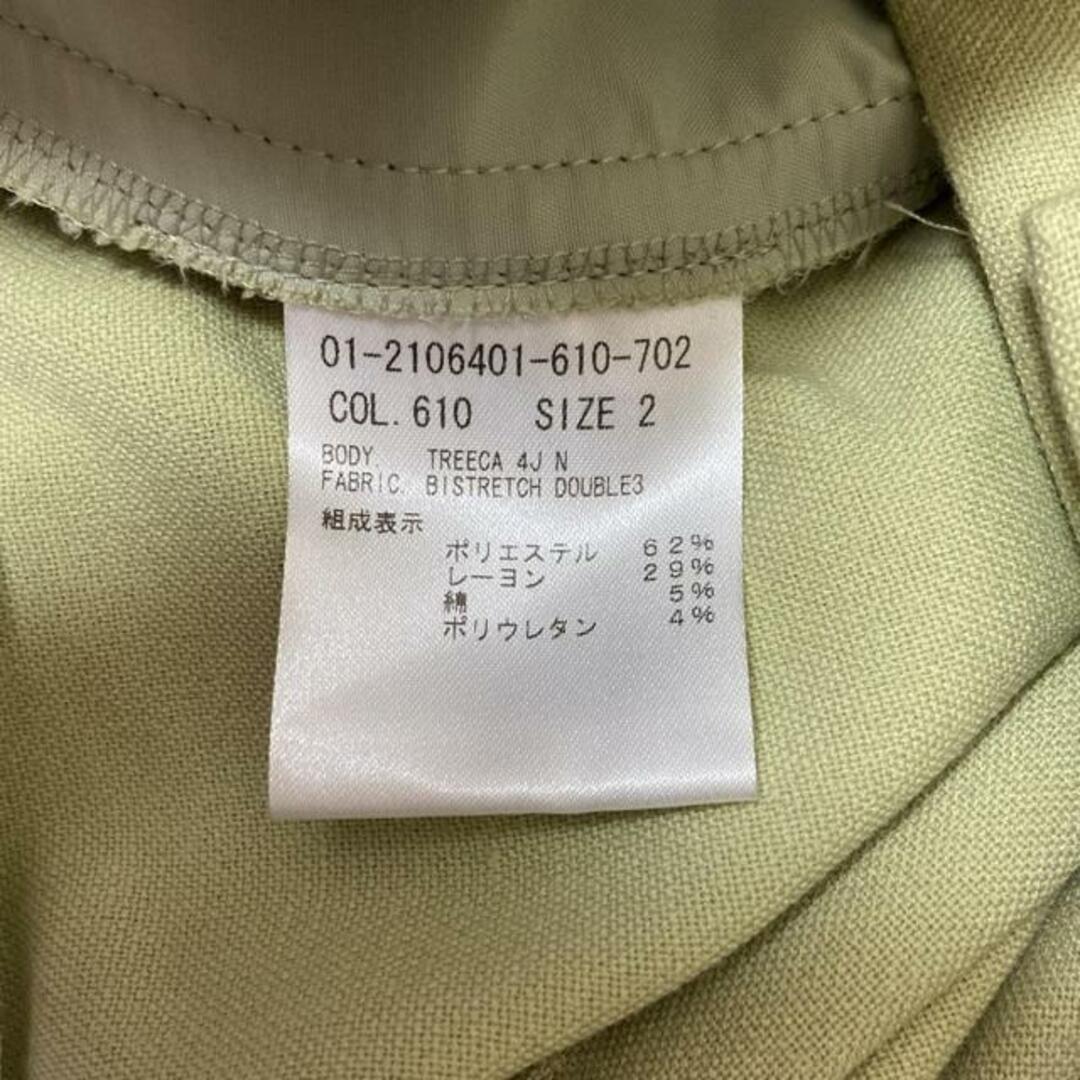 01-2106401-610-702
COL. 610 SIZE 2
BODY TREECA 4J N
FABRIC. BISTRETCH DOUBLE3
組成表示
ポリエステル 62%
レーヨン 29%
綿 5%
ポリウレタン 4%